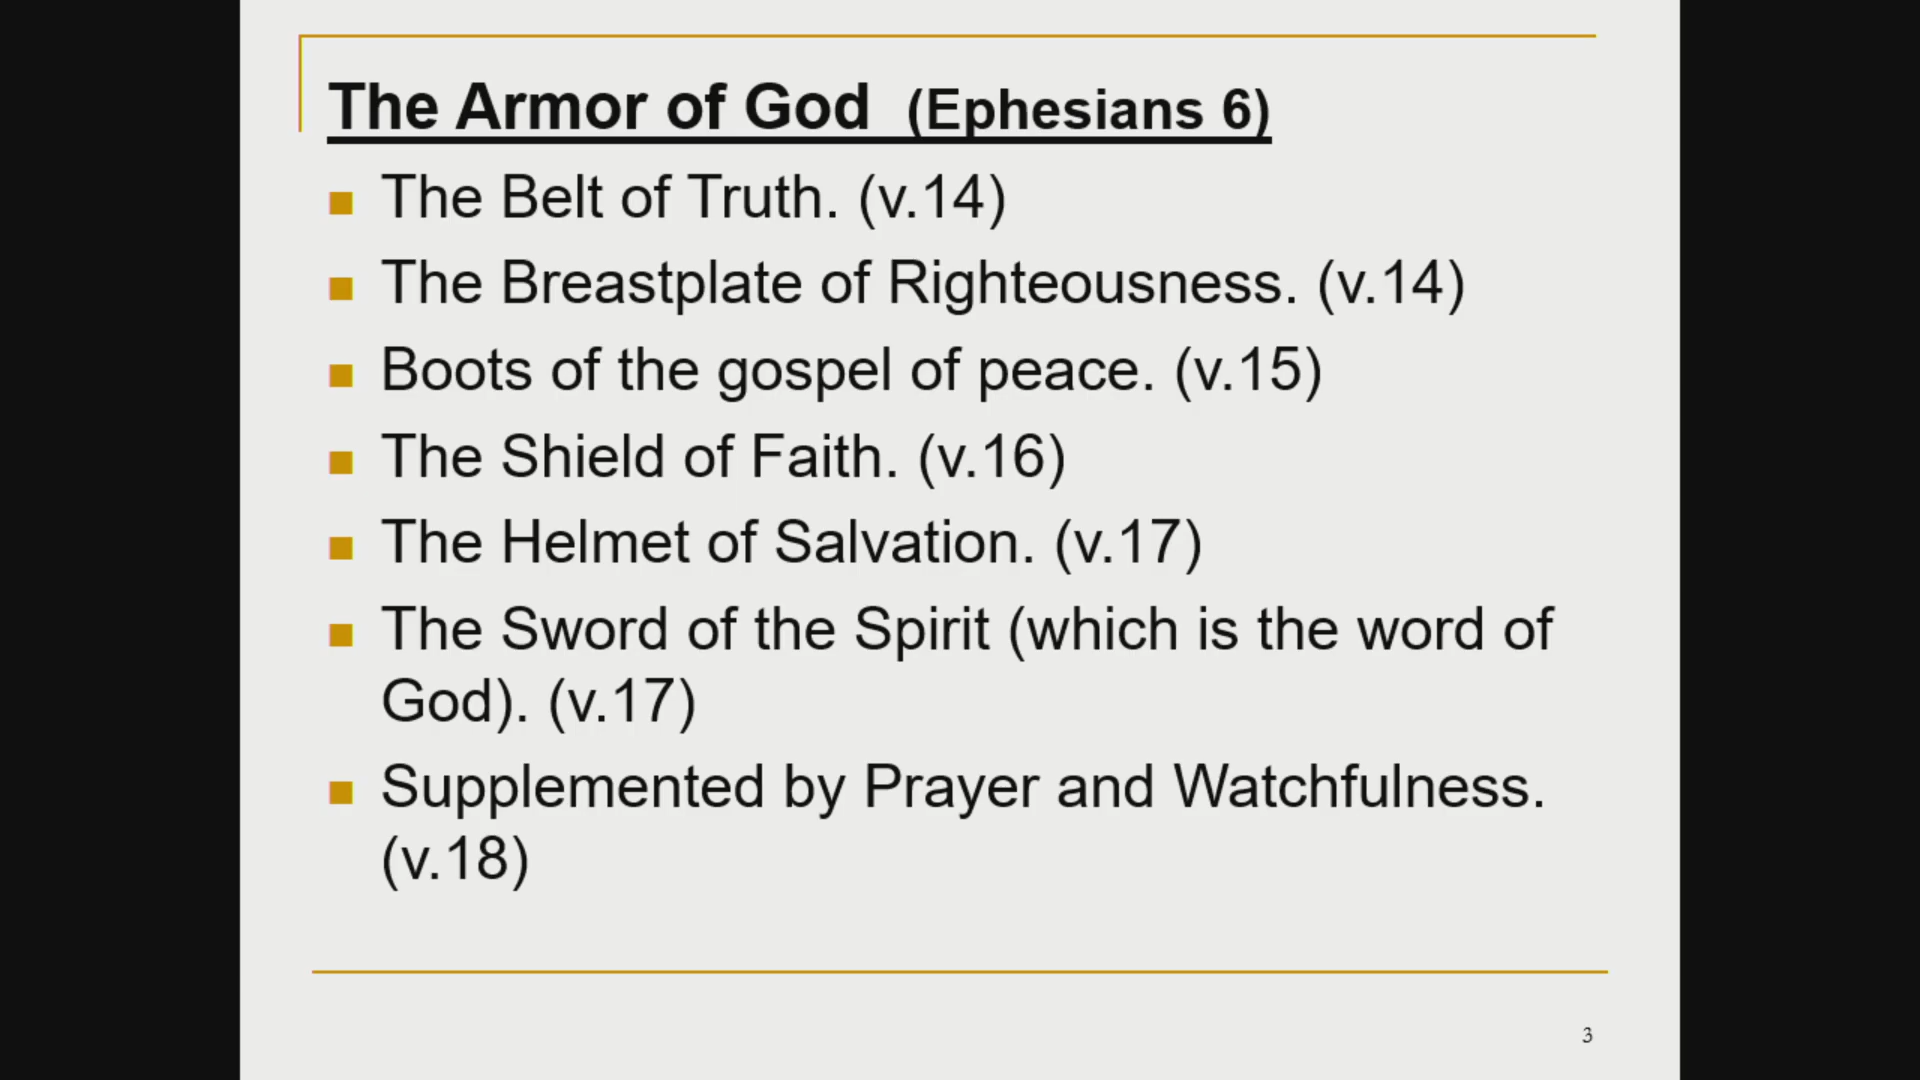 The Armor of God (Ephesians 6)
The Belt of Truth. (v.14)
The Breastplate of Righteousness. (v.14)
Boots of the gospel of peace. (v.15)
The Shield of Faith. (v.16)
The Helmet of Salvation. (v.17)
The Sword of the Spirit (which is the word of
God). (v.17)
Supplemented by Prayer and Watchfulness.
(v.18)
3